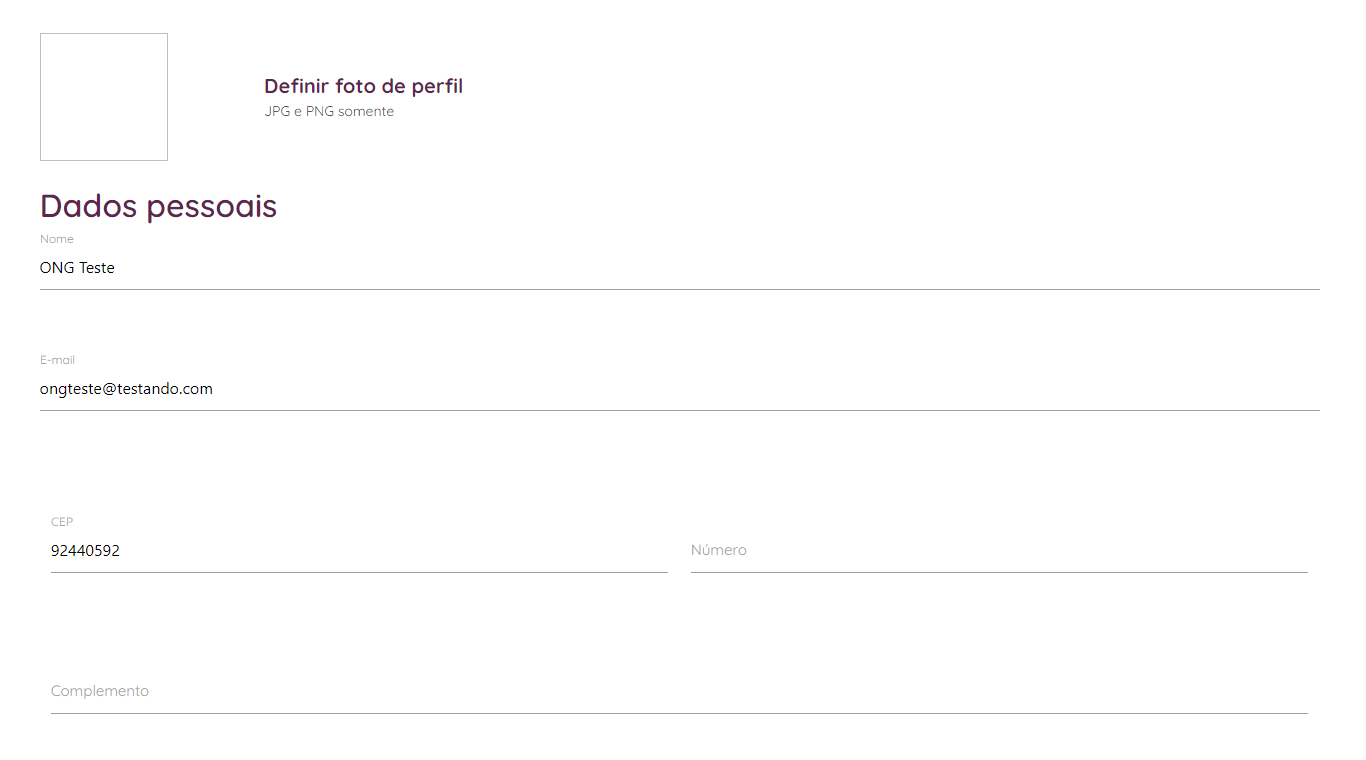 Definir foto de perfil
JPG e PNG somente
Dados pessoais
Nome
ONG Teste
E-mail
ongteste@testando.com
CEP
92440592
Número
Complemento